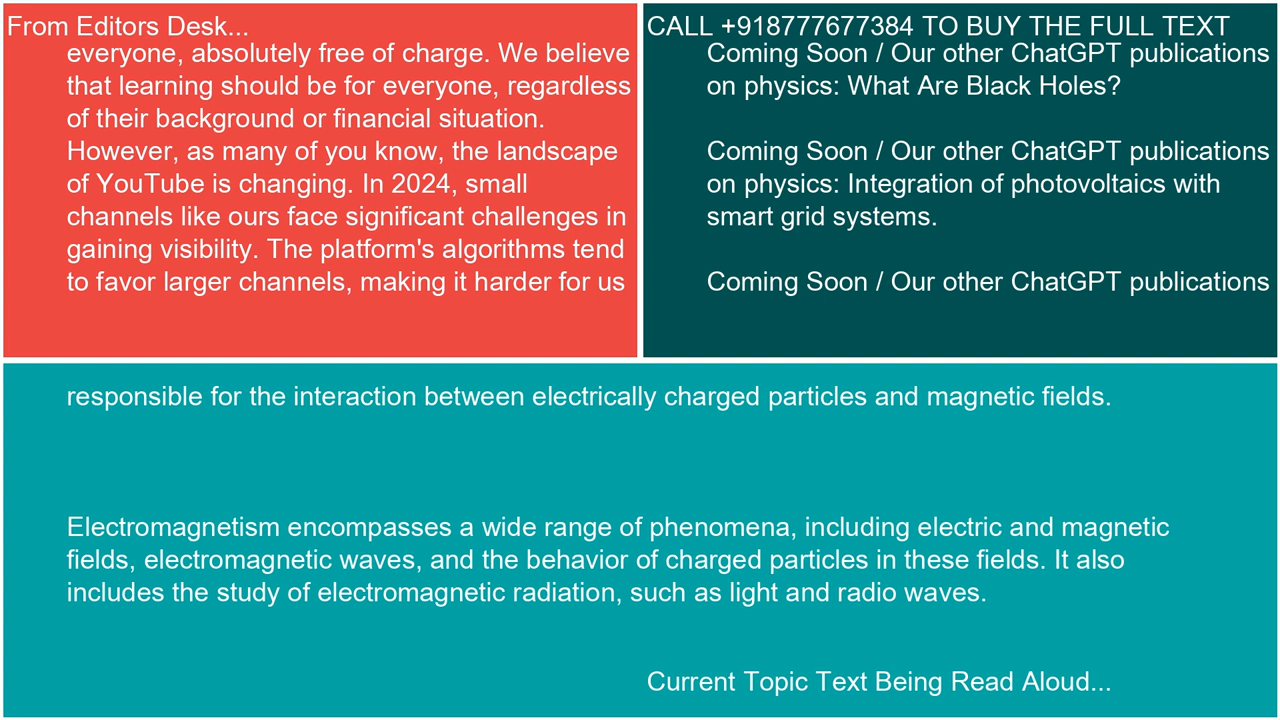 From Editors Desk...
everyone, absolutely free of charge. We believe
that learning should be for everyone, regardless
of their background or financial situation.
However, as many of you know, the landscape
of YouTube is changing. In 2024, small
channels like ours face significant challenges in
gaining visibility. The platform's algorithms tend
to favor larger channels, making it harder for us
CALL +918777677384 TO BUY THE FULL TEXT
Coming Soon / Our other ChatGPT publications
on physics: What Are Black Holes?
Coming Soon / Our other ChatGPT publications
on physics: Integration of photovoltaics with
smart grid systems.
Coming Soon / Our other ChatGPT publications
responsible for the interaction between electrically charged particles and magnetic fields.
Electromagnetism encompasses a wide range of phenomena, including electric and magnetic
fields, electromagnetic waves, and the behavior of charged particles in these fields. It also
includes the study of electromagnetic radiation, such as light and radio waves.
Current Topic Text Being Read Aloud...